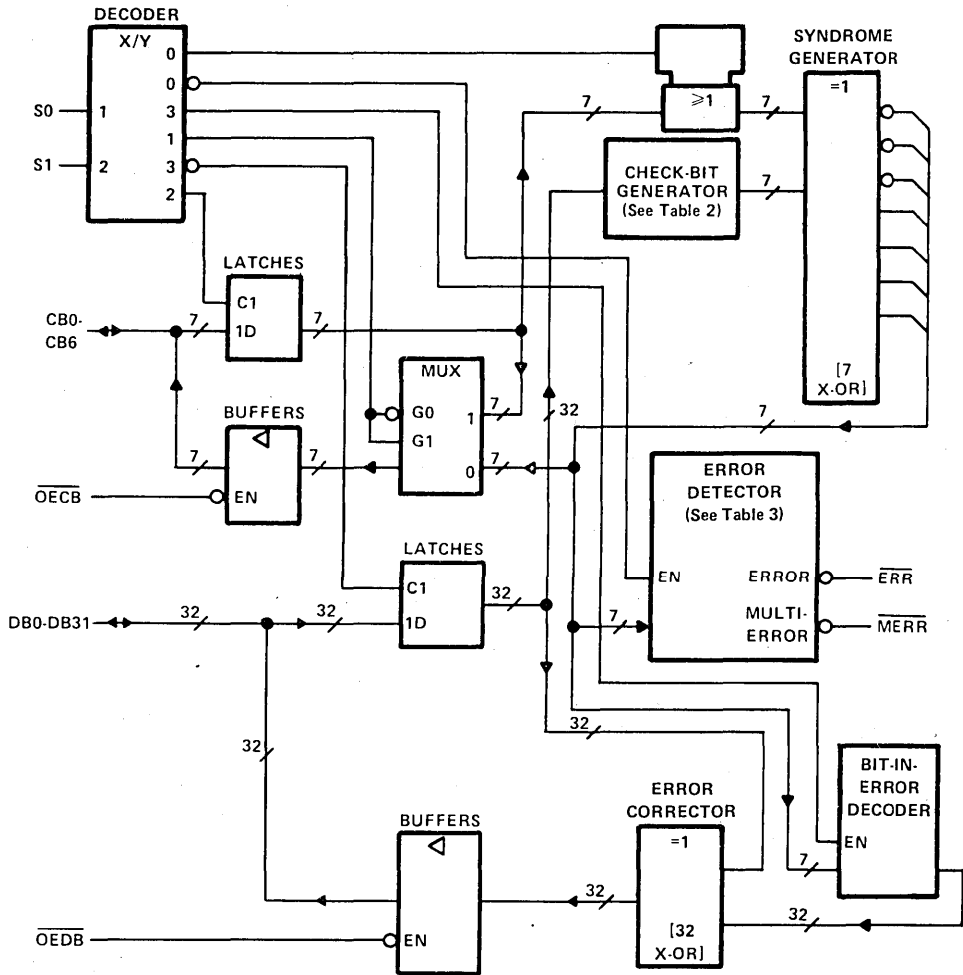 DECODER
X/Y
0
0
3
1
3
2
S0
1
S1
2
≥1
7
7
SYNDROME
GENERATOR
=1
[7
X-OR]
CHECK-BIT
GENERATOR
(See Table 2)
7
LATCHES
C1
1D
7
7
CB0-
CB6
MUX
G0
G1
1
0
7
7
32
7
BUFFERS
EN
7
7
OECB
ERROR
DETECTOR
(See Table 3)
EN
ERROR
MULTI-
ERROR
7
ERR
MERR
LATCHES
C1
1D
32
DB0-DB31
32
32
32
32
BIT-IN-
ERROR
DECODER
EN
7
ERROR
CORRECTOR
=1
[32
X-OR]
32
32
BUFFERS
EN
OEDB